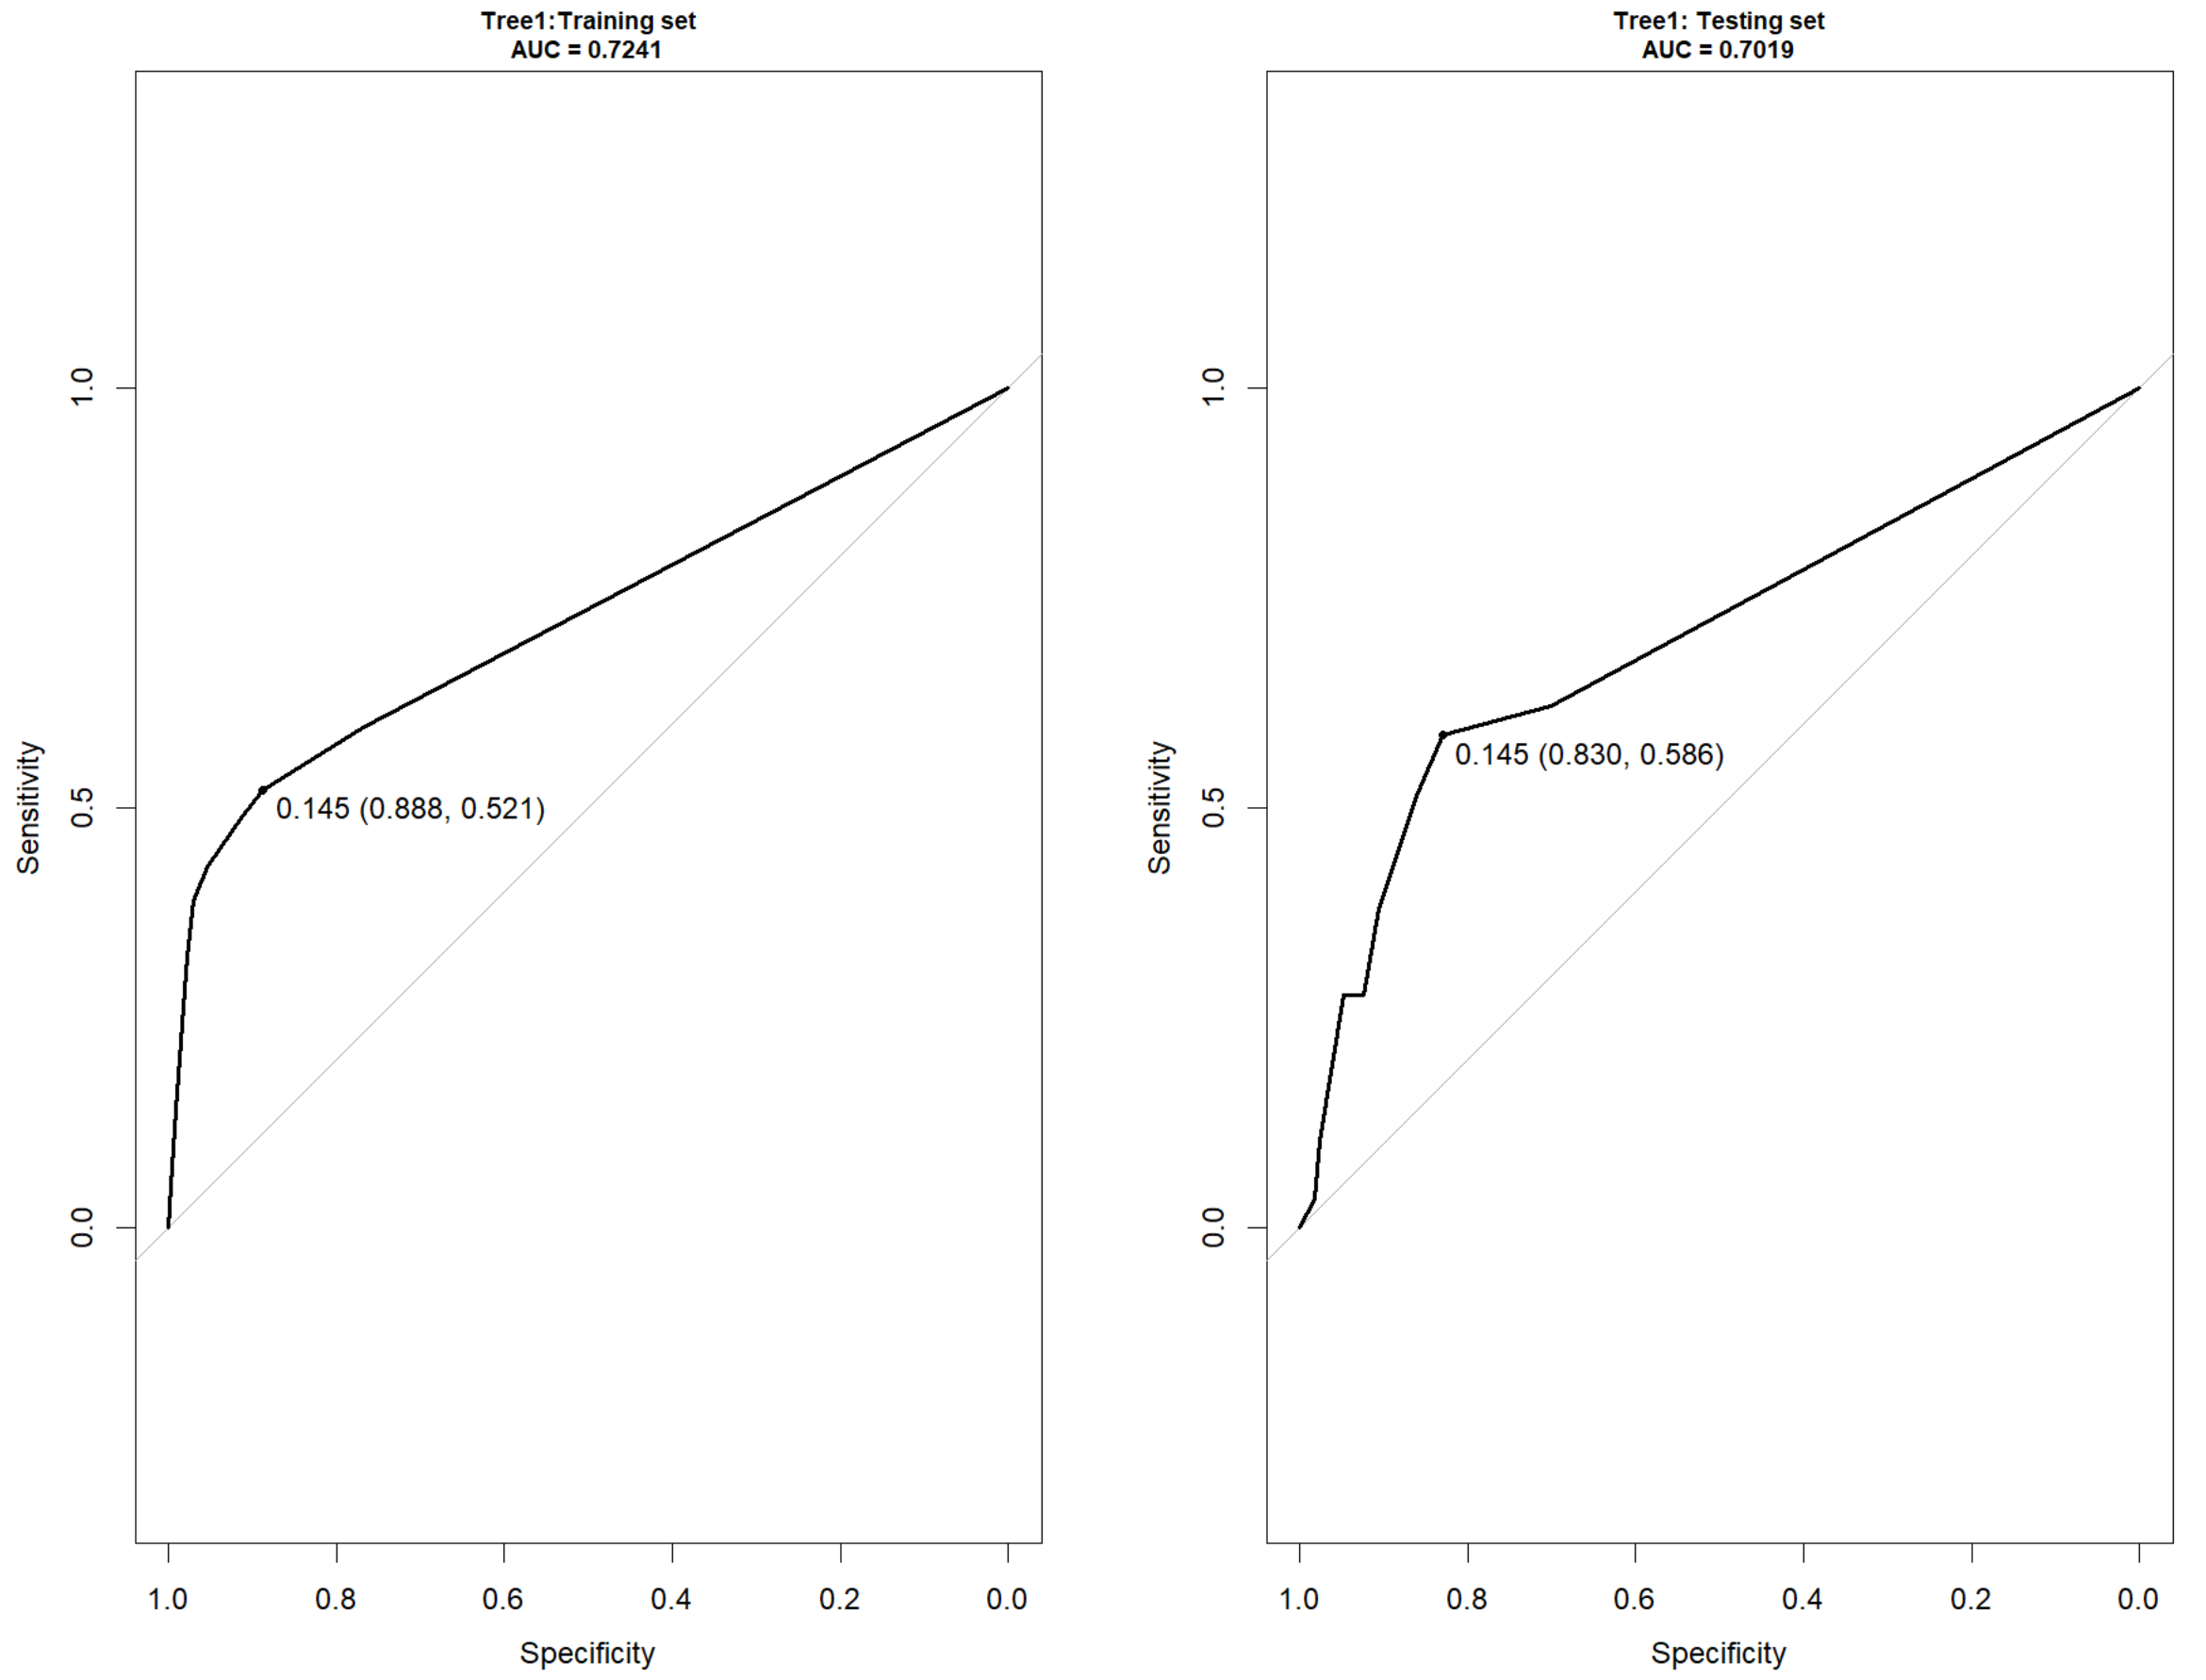 Tree1:Training set
AUC = 0.7241
Sensitivity
1.0
0.5
0.0
0.145 (0.888, 0.521)
1.0 0.8 0.6 0.4 0.2 0.0
Specificity
Tree1: Testing set
AUC = 0.7019
Sensitivity
1.0
0.5
0.0
0.145 (0.830, 0.586)
1.0 0.8 0.6 0.4 0.2 0.0
Specificity